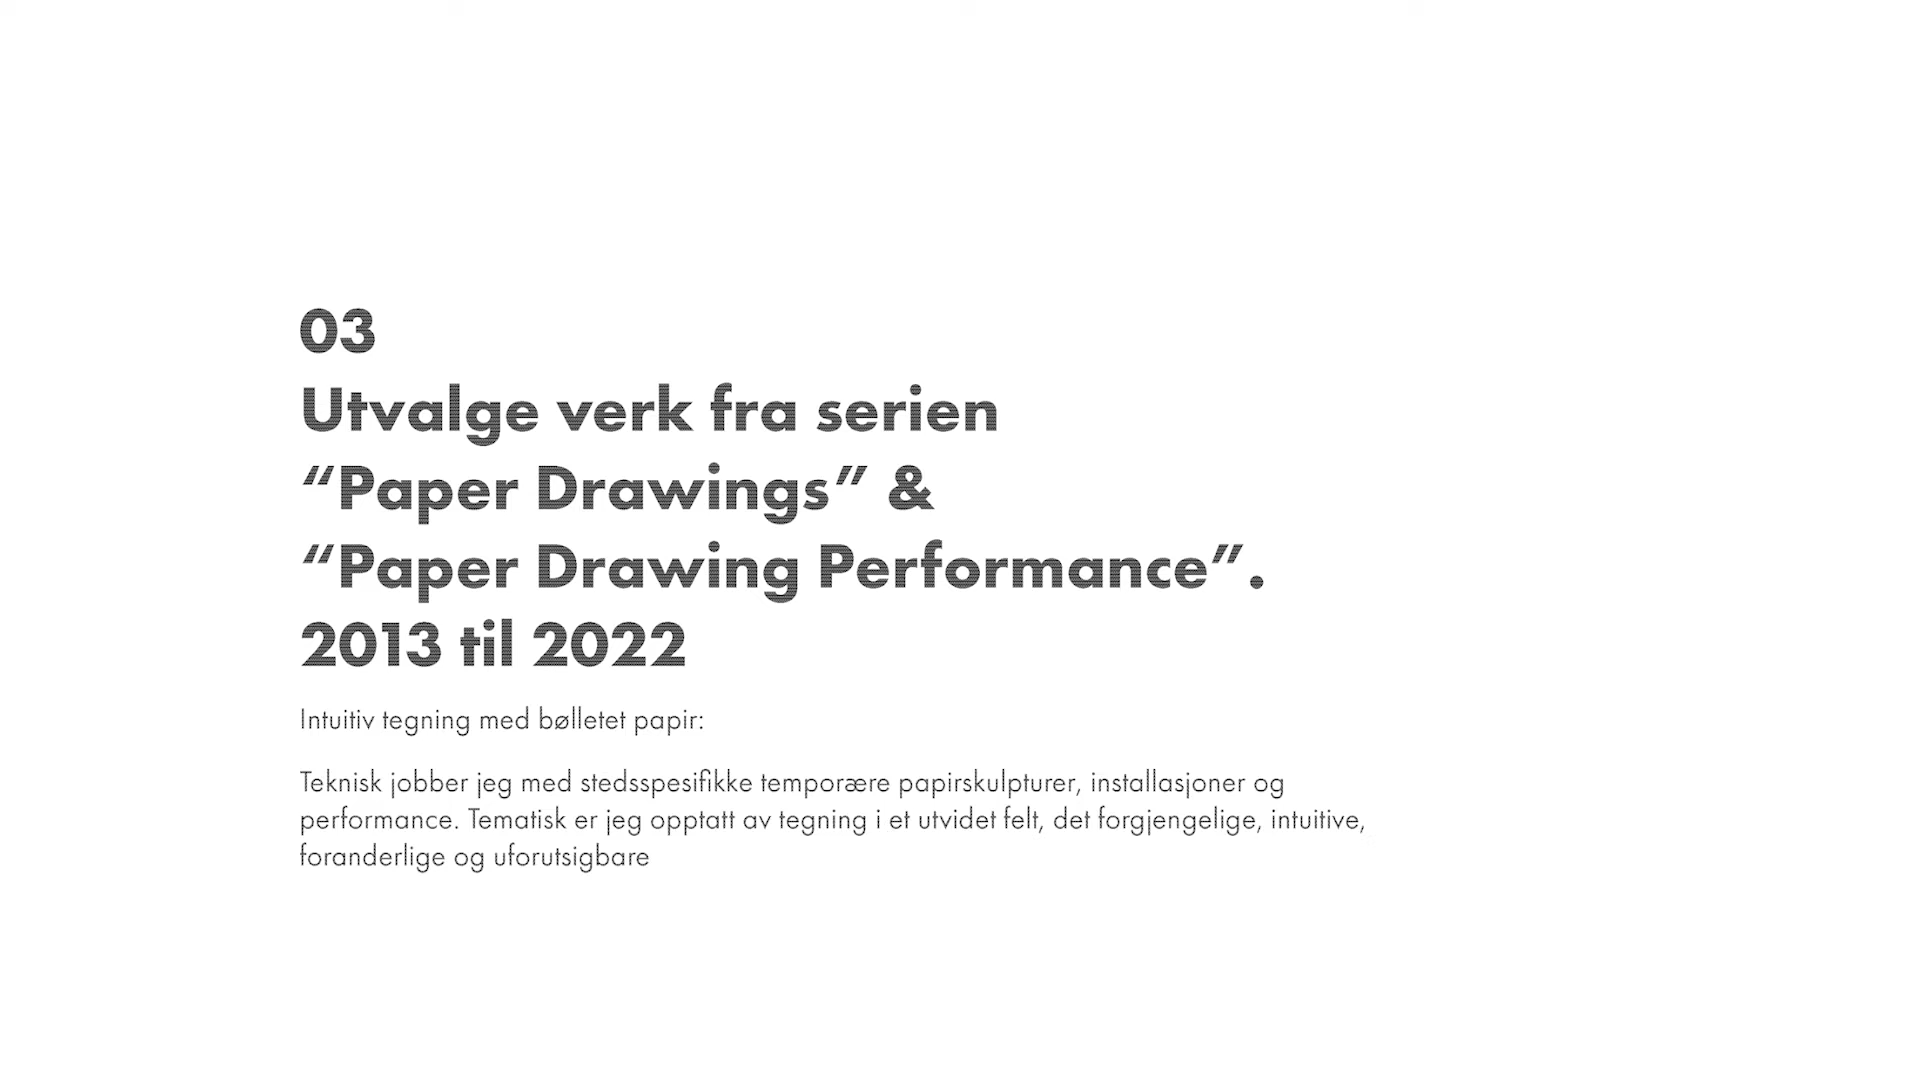 03
Utvalge verk fra serien
“Paper Drawings” &
“Paper Drawing Performance”.
2013 til 2022
Intuitiv tegning med bølletet papir:
Teknisk jobber jeg med stedsspesifikke temporære papirskulpturer, installasjoner og
performance. Tematisk er jeg opptatt av tegning i et utvidet felt, det forgjengelige, intuitive,
foranderlige og uforutsigbare